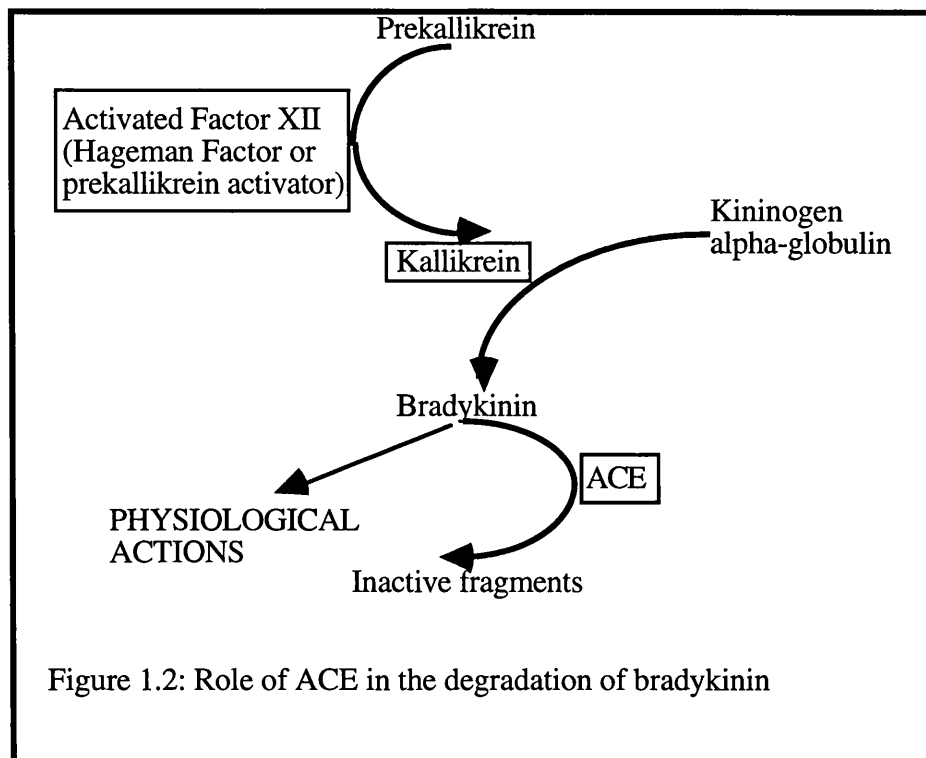 Prekallikrein
Activated Factor XII
(Hageman Factor or
prekallikrein activator)
Kininogen
alpha-globulin
Kallikrein
Bradykinin
ACE
PHYSIOLOGICAL
ACTIONS
Inactive fragments
Figure 1.2: Role of ACE in the degradation of bradykinin